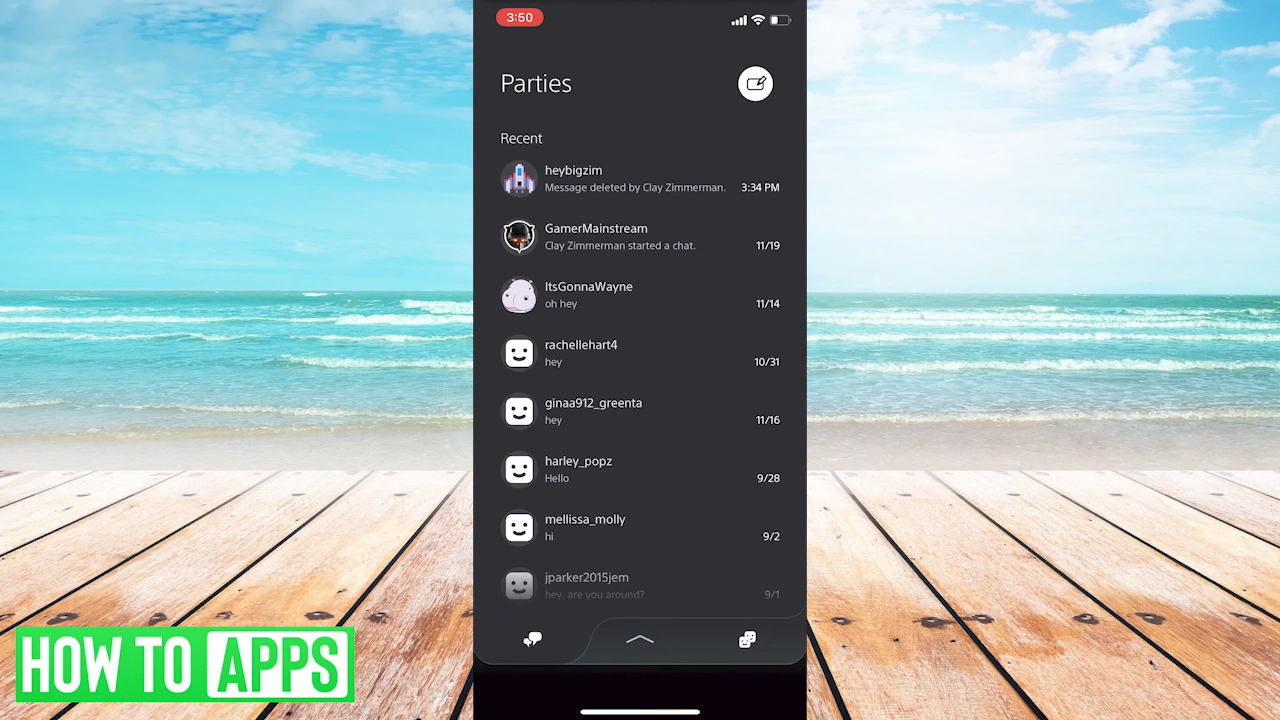 3:50
Parties
Recent
heybigzim
Message deleted by Clay Zimmerman. 3:34 PM
GamerMainstream
Clay Zimmerman started a chat. 11/19
ItsGonnaWayne
oh hey 11/14
rachellehart4
hey 10/31
ginaa912_greenta
hey 11/16
harley_popz
Hello 9/28
mellissa_molly
hi 9/2
jparker2015jem
hey, are you around? 9/1
HOW TO APPS